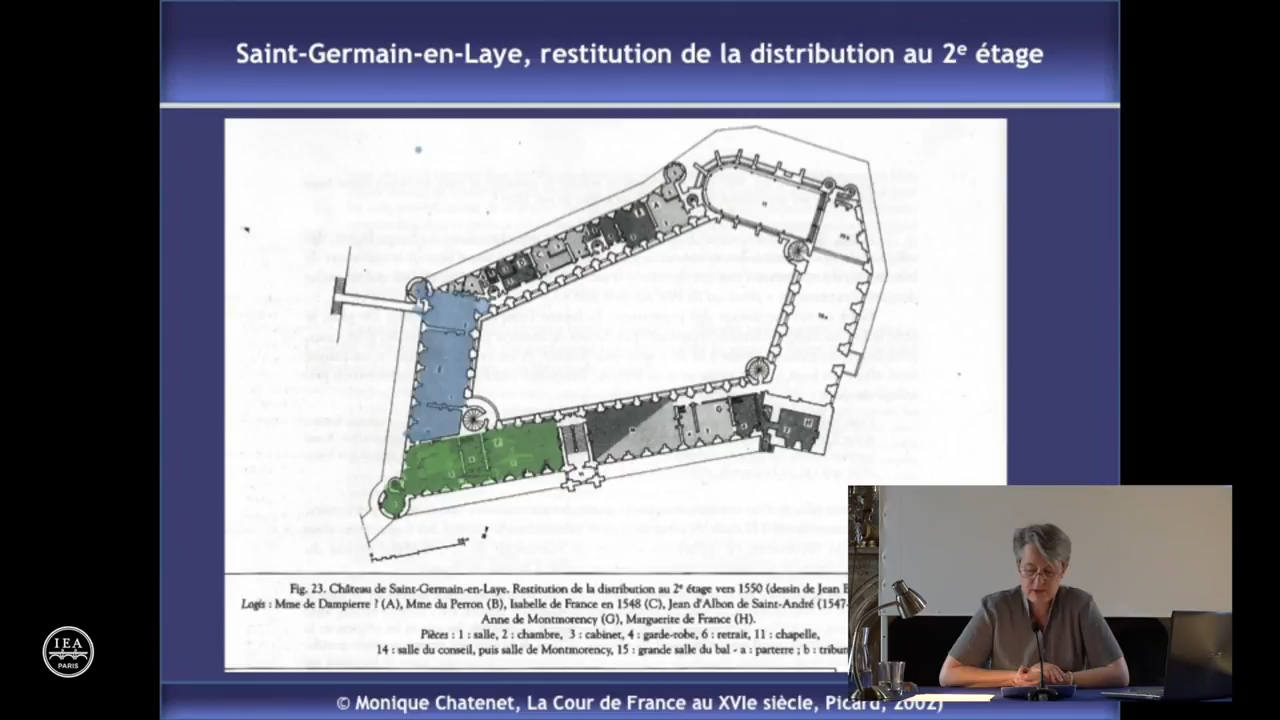 Saint-Germain-en-Laye, restitution de la distribution au 2ᵉ étage
Fig. 23. Château de Saint-Germain-en-Laye. Restitution de la distribution au 2ᵉ étage vers 1550 (dessin de Jean
Logis : Mme de Dampierre ? (A), Mme du Perron (B), Isabelle de France en 1548 (C), Jean d'Albon de Saint-André (1547-
Anne de Montmorency (G), Marguerite de France (H).
Pièces : 1 : salle, 2 : chambre, 3 : cabinet, 4 : garde-robe, 6 : retrait, 11 : chapelle,
14 : salle du conseil, puis salle de Montmorency, 15 : grande salle du bal - a : parterre ; b :
IEA
PARIS
© Monique Chatenet, La Cour de France au XVIe siècle, Picard, 2002)